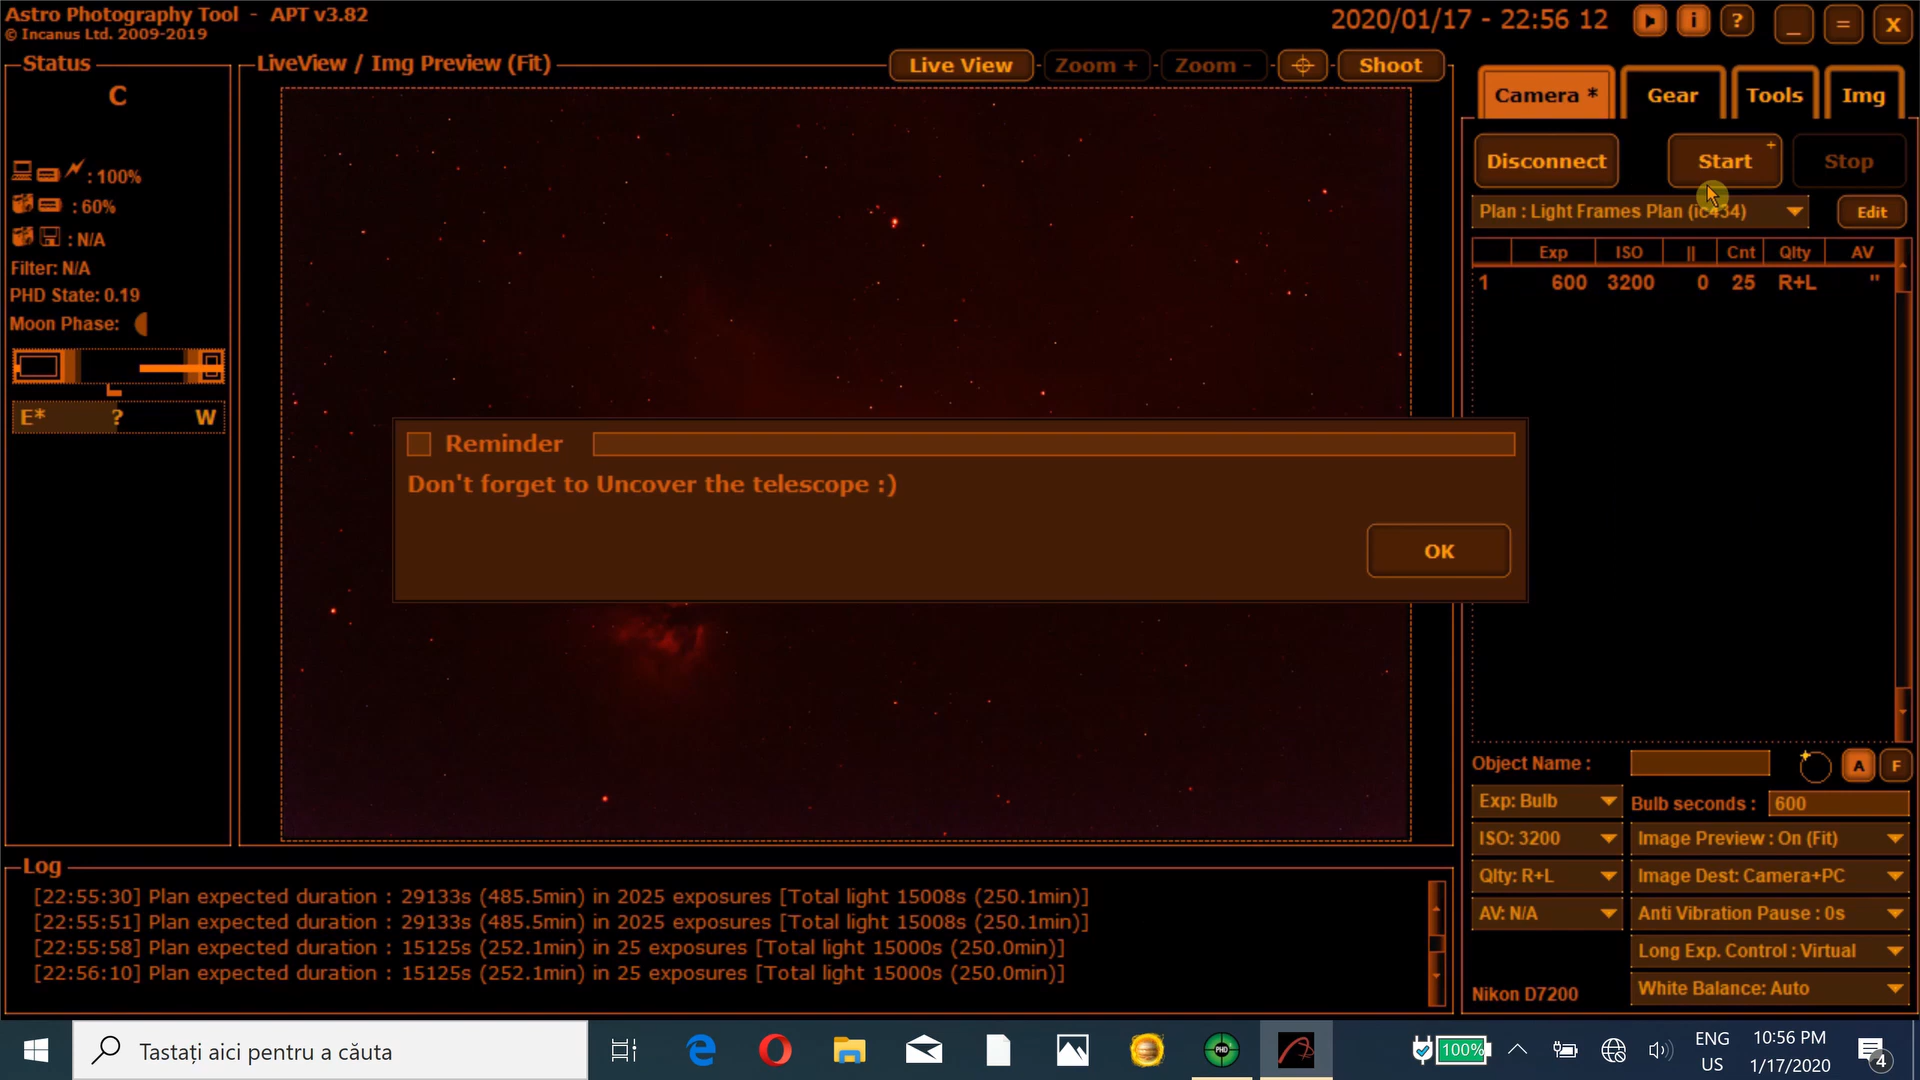 Astro Photography Tool - APT v3.82
© Incanus Ltd. 2009-2019
2020/01/17 - 22:56 12
i
?
_
=
X
Status
C
: 100%
: 60%
: N/A
Filter: N/A
PHD State: 0.19
Moon Phase:
E* ? W
LiveView / Img Preview (Fit)
Live View
Zoom +
Zoom -
Shoot
Camera *
Gear
Tools
Img
Disconnect
Start +
Stop
Plan : Light Frames Plan (ic434)
Edit
Exp ISO || Cnt Qlty AV
1 600 3200 0 25 R+L "
Reminder
Don't forget to Uncover the telescope :)
OK
Object Name :
A
F
Exp: Bulb
Bulb seconds : 600
ISO: 3200
Image Preview : On (Fit)
Qlty: R+L
Image Dest: Camera+PC
AV: N/A
Anti Vibration Pause : 0s
Long Exp. Control : Virtual
Nikon D7200
White Balance: Auto
Log
[22:55:30] Plan expected duration : 29133s (485.5min) in 2025 exposures [Total light 15008s (250.1min)]
[22:55:51] Plan expected duration : 29133s (485.5min) in 2025 exposures [Total light 15008s (250.1min)]
[22:55:58] Plan expected duration : 15125s (252.1min) in 25 exposures [Total light 15000s (250.0min)]
[22:56:10] Plan expected duration : 15125s (252.1min) in 25 exposures [Total light 15000s (250.0min)]
Tastați aici pentru a căuta
PHD
100%
ENG
US
10:56 PM
1/17/2020
4